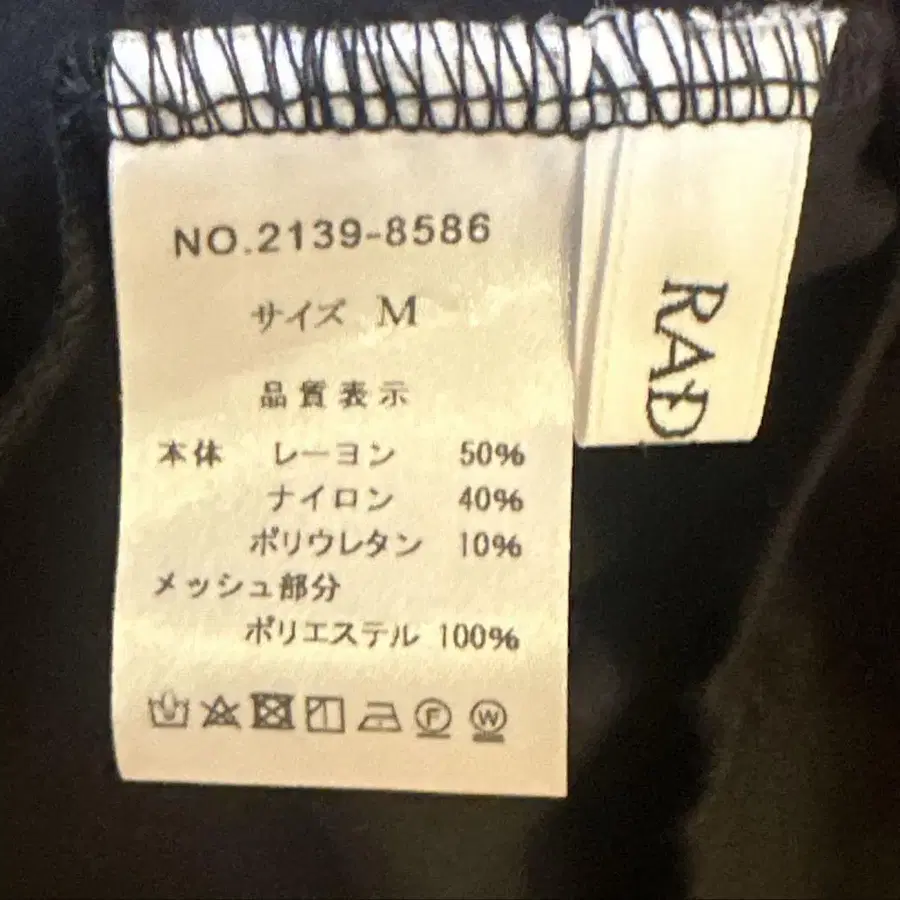 NO.2139-8586
サイズ M
品質表示
本体 レーヨン 50%
ナイロン 40%
ポリウレタン 10%
メッシュ部分
ポリエステル 100%
F W
RAD